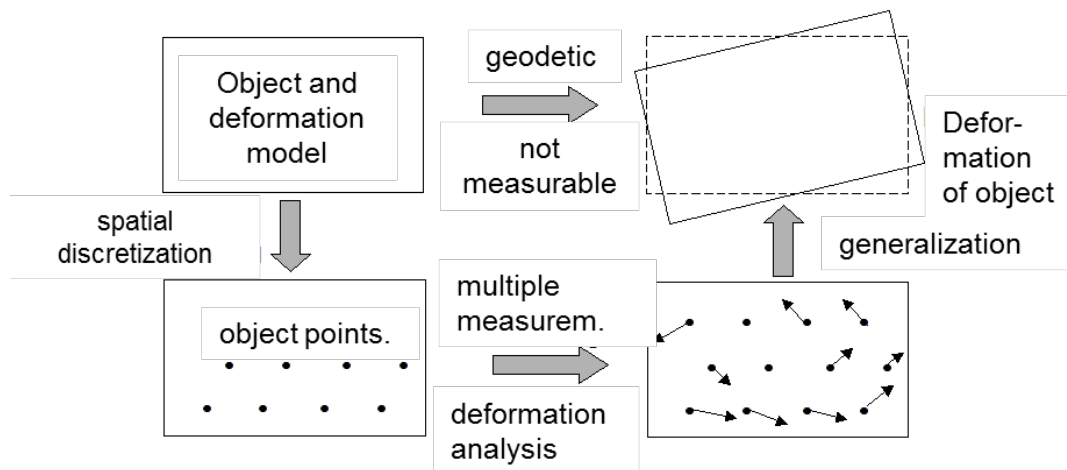 Object and
deformation
model
geodetic
not
measurable
Defor-
mation
of object
spatial
discretization
generalization
object points.
multiple
measurem.
deformation
analysis